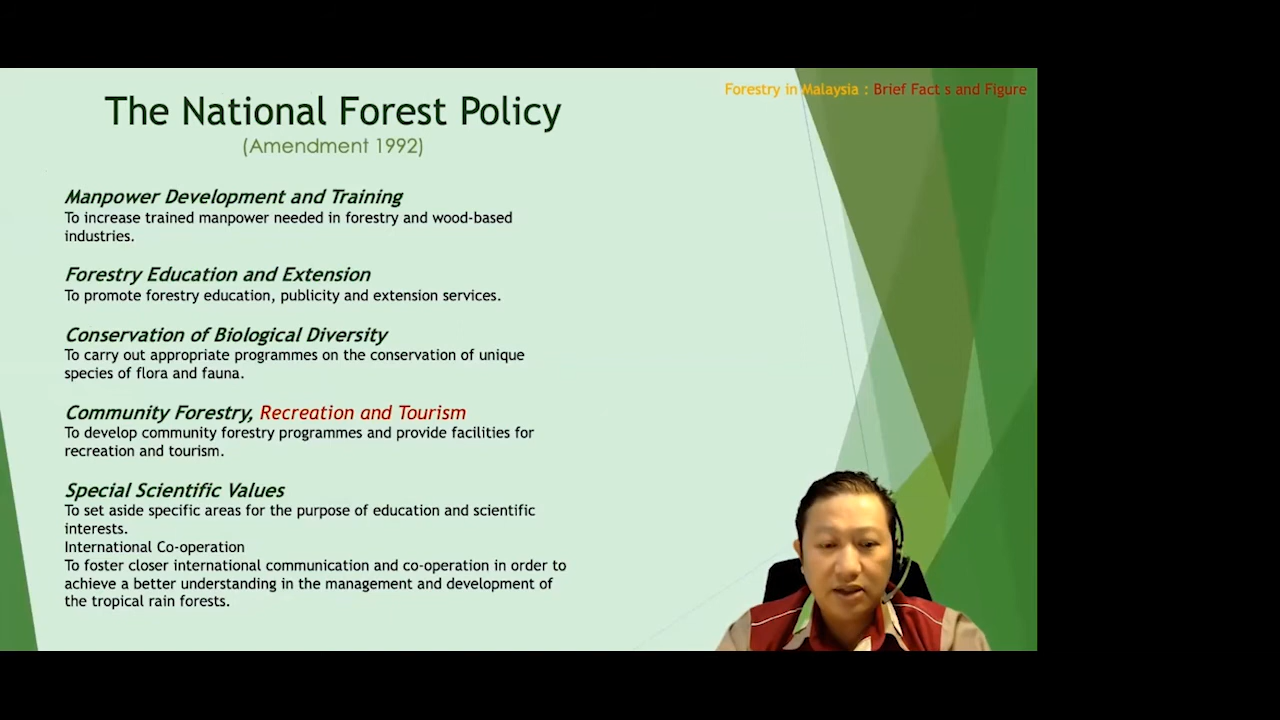 Forestry in Malaysia : Brief Fact s and Figure
The National Forest Policy
(Amendment 1992)
Manpower Development and Training
To increase trained manpower needed in forestry and wood-based
industries.
Forestry Education and Extension
To promote forestry education, publicity and extension services.
Conservation of Biological Diversity
To carry out appropriate programmes on the conservation of unique
species of flora and fauna.
Community Forestry, Recreation and Tourism
To develop community forestry programmes and provide facilities for
recreation and tourism.
Special Scientific Values
To set aside specific areas for the purpose of education and scientific
interests.
International Co-operation
To foster closer international communication and co-operation in order to
achieve a better understanding in the management and development of
the tropical rain forests.